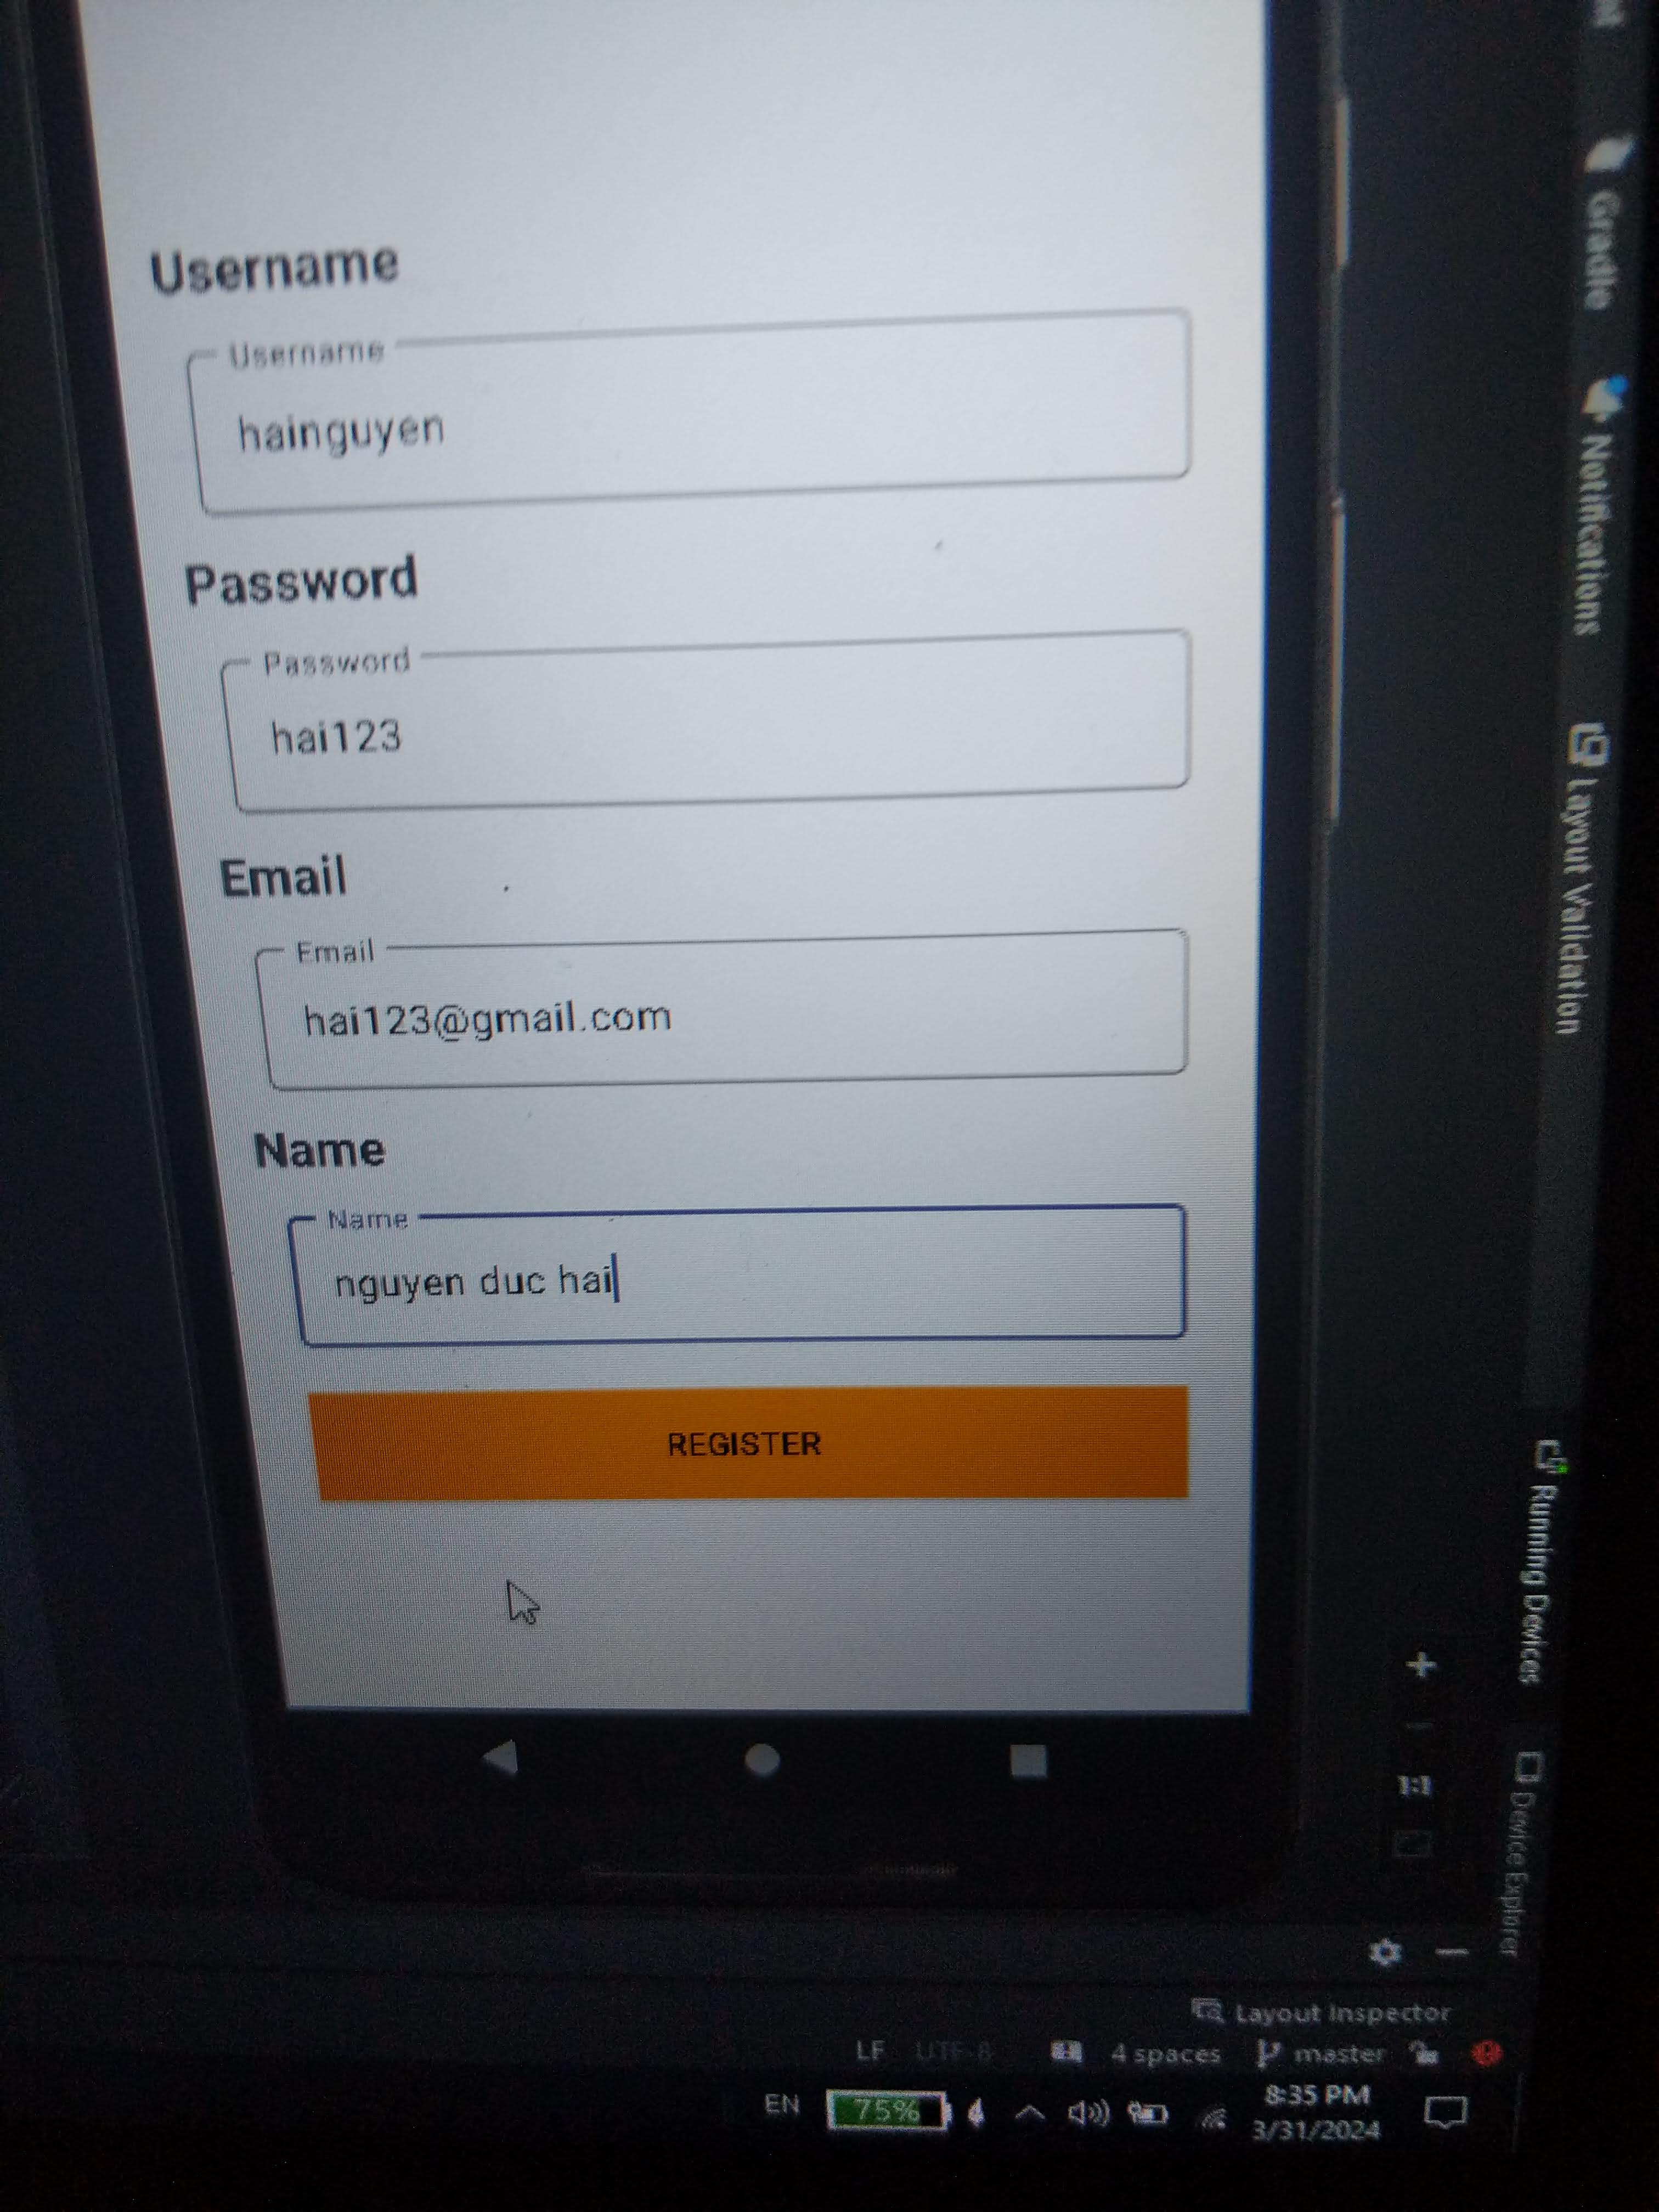 Username
Username
hainguyen
Password
Password
hai123
Email
Email
hai123@gmail.com
Name
Name
nguyen duc hai
REGISTER
Gradle
Notifications
Layout Validation
Running Devices
Device Explorer
1:1
Layout Inspector
LF UTF-8 4 spaces master
EN 75% 8:35 PM
3/31/2024